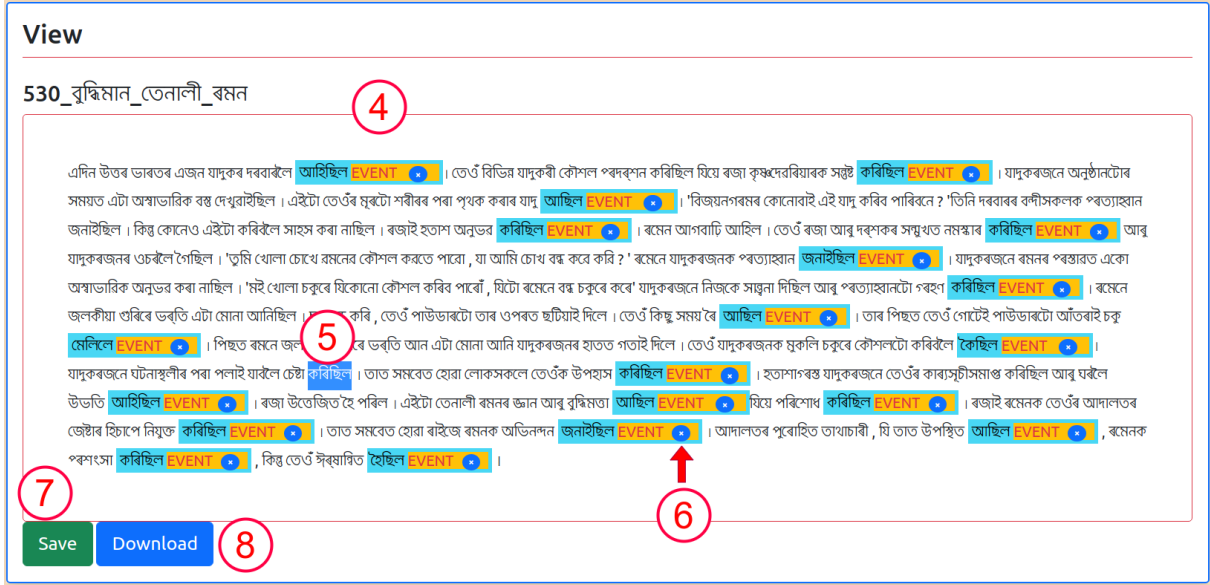 View
530_বুদ্ধিমান_তেনালী_ৰমন
4
এদিন উত্তৰ ভাৰতৰ এজন যাদুকৰ দৰবাৰলৈ আহিছিল EVENT × । তেওঁ বিভিন্ন যাদুকৰী কৌশল প্ৰদৰ্শন কৰিছিল যিয়ে ৰজা কৃষ্ণদেৱৰিয়াৰক সন্তুষ্ট কৰিছিল EVENT × । যাদুকৰজনে অনুষ্ঠানটোৰ
সময়ত এটা অস্বাভাৱিক বস্তু দেখুৱাইছিল । এইটো তেওঁৰ মূৰটো শৰীৰৰ পৰা পৃথক কৰাৰ যাদু আছিল EVENT × । 'বিজয়নগৰমৰ কোনোবাই এই যাদু কৰিব পাৰিবনে ? 'তিনি দৰবাৰৰ বন্দীসকলক প্ৰত্যাহ্বান
জনাইছিল । কিন্তু কোনেও এইটো কৰিবলৈ সাহস কৰা নাছিল । ৰজাই হতাশ অনুভৱ কৰিছিল EVENT × । ৰমেন আগবাঢ়ি আহিল । তেওঁ ৰজা আৰু দৰ্শকৰ সন্মুখত নমস্কাৰ কৰিছিল EVENT × আৰু
যাদুকৰজনৰ ওচৰলৈ গৈছিল । 'তুমি খোলা চোখে ৰমনেৰ কৌশল করতে পারো , যা আমি চোখ বন্ধ করে করি ? ' ৰমেনে যাদুকৰজনক প্ৰত্যাহ্বান জনাইছিল EVENT × । যাদুকৰজনে ৰমনৰ প্ৰস্তাৱত একো
অস্বাভাৱিক অনুভৱ কৰা নাছিল । 'মই খোলা চকুৰে যিকোনো কৌশল কৰিব পাৰোঁ , যিটো ৰমেনে বন্ধ চকুৰে কৰে' যাদুকৰজনে নিজকে সান্ত্বনা দিছিল আৰু প্ৰত্যাহ্বানটো গ্ৰহণ কৰিছিল EVENT × । ৰমেনে
জলকীয়া গুৰিৰে ভৰ্তি এটা মোনা আনিছিল । কৰি , তেওঁ পাউডাৰটো তাৰ ওপৰত ছটিয়াই দিলে । তেওঁ কিছু সময় ৰৈ আছিল EVENT × । তাৰ পিছত তেওঁ গোটেই পাউডাৰটো আঁতৰাই চকু
5
মেলিলে EVENT × । পিছত ৰমনে ভৰ্তি আন এটা মোনা আনি যাদুকৰজনৰ হাতত গতাই দিলে । তেওঁ যাদুকৰজনক মুকলি চকুৰে কৌশলটো কৰিবলৈ কৈছিল EVENT × ।
যাদুকৰজনে ঘটনাস্থলীৰ পৰা পলাই যাবলৈ চেষ্টা কৰিছিল । তাত সমবেত হোৱা লোকসকলে তেওঁক উপহাস কৰিছিল EVENT × । হতাশাগ্ৰস্ত যাদুকৰজনে তেওঁৰ কাৰ্যসূচীসমাপ্ত কৰিছিল আৰু ঘৰলৈ
উভতি আহিছিল EVENT × । ৰজা উত্তেজিত হৈ পৰিল । এইটো তেনালী ৰমনৰ জ্ঞান আৰু বুদ্ধিমত্তা আছিল EVENT × যিয়ে পৰিশোধ কৰিছিল EVENT × । ৰজাই ৰমেনক তেওঁৰ আদালতৰ
জেষ্টাৰ হিচাপে নিযুক্ত কৰিছিল EVENT × । তাত সমবেত হোৱা ৰাইজে ৰমনক অভিনন্দন জনাইছিল EVENT × । আদালতৰ পুৰোহিত তাথাচাৰী , যি তাত উপস্থিত আছিল EVENT × , ৰমেনক
প্ৰশংসা কৰিছিল EVENT × , কিন্তু তেওঁ ঈৰ্ষান্বিত হৈছিল EVENT × ।
7
6
Save Download
8